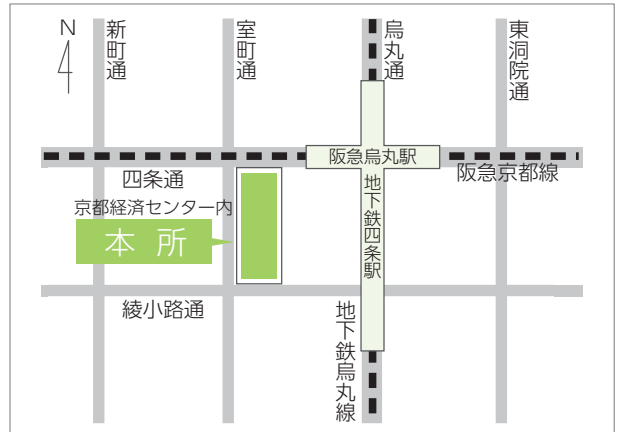 N
新町通
室町通
烏丸通
東洞院通
阪急烏丸駅
四条通
阪急京都線
京都経済センター内
本所
地下鉄四条駅
綾小路通
地下鉄烏丸線